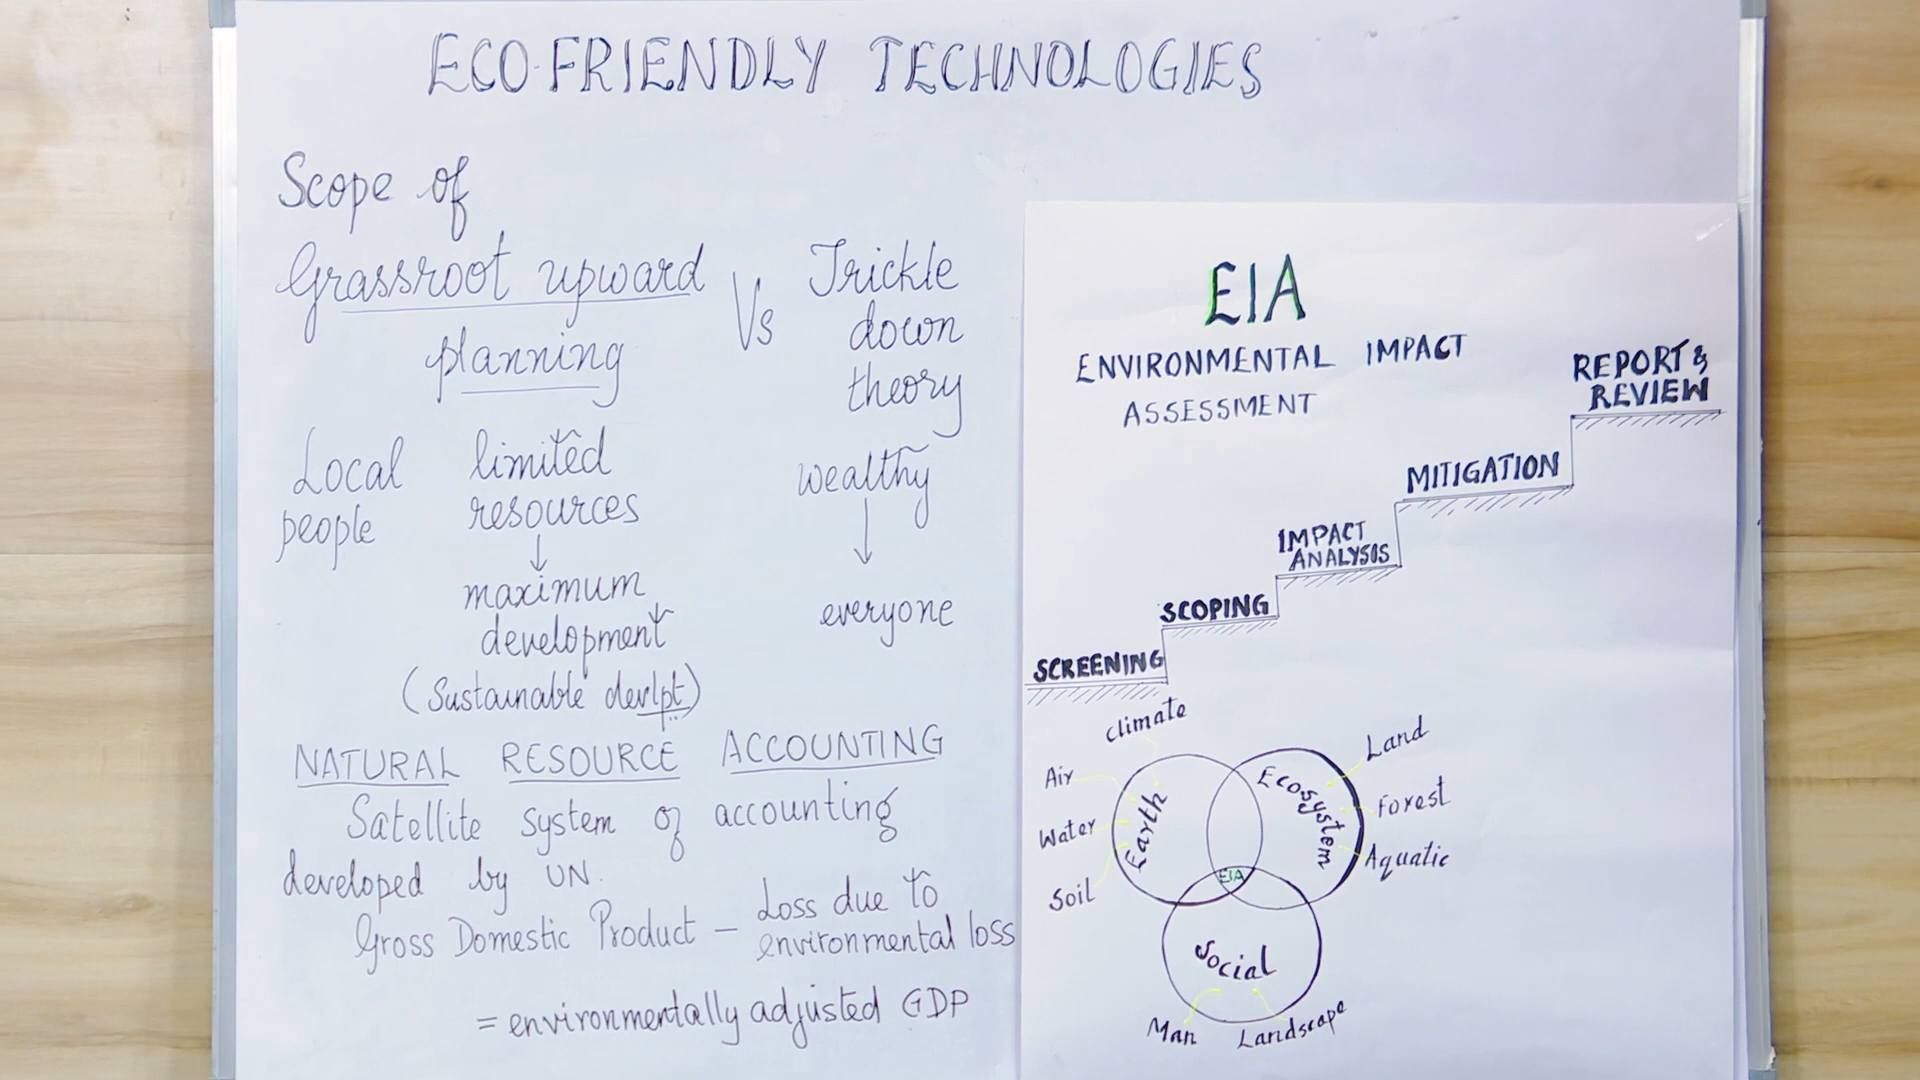 ECO-FRIENDLY TECHNOLOGIES
Scope of
Grassroot upward
planning
Vs
Trickle
down
theory
Local
people
limited
resources
↓
maximum
development
(Sustainable devlpt)
wealthy
↓
everyone
NATURAL RESOURCE ACCOUNTING
Satellite system of accounting
developed by UN.
Gross Domestic Product – Loss due to
environmental loss
= environmentally adjusted GDP
EIA
ENVIRONMENTAL IMPACT
ASSESSMENT
REPORT &
REVIEW
MITIGATION
IMPACT
ANALYSIS
SCOPING
SCREENING
climate
Air
Water
Soil
Earth
Ecosystem
Land
Forest
Aquatic
EIA
Social
Man
Landscape